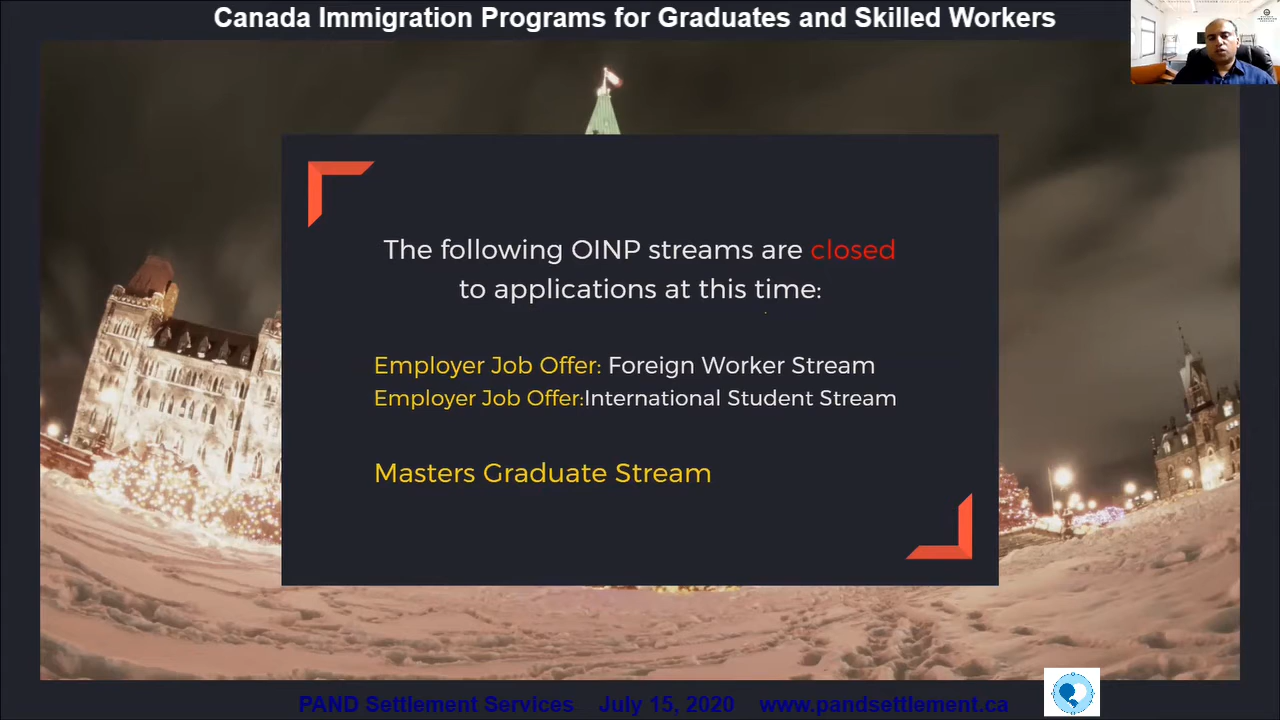 Canada Immigration Programs for Graduates and Skilled Workers
The following OINP streams are closed
to applications at this time:
Employer Job Offer: Foreign Worker Stream
Employer Job Offer:International Student Stream
Masters Graduate Stream
PAND Settlement Services July 15, 2020 www.pandsettlement.ca